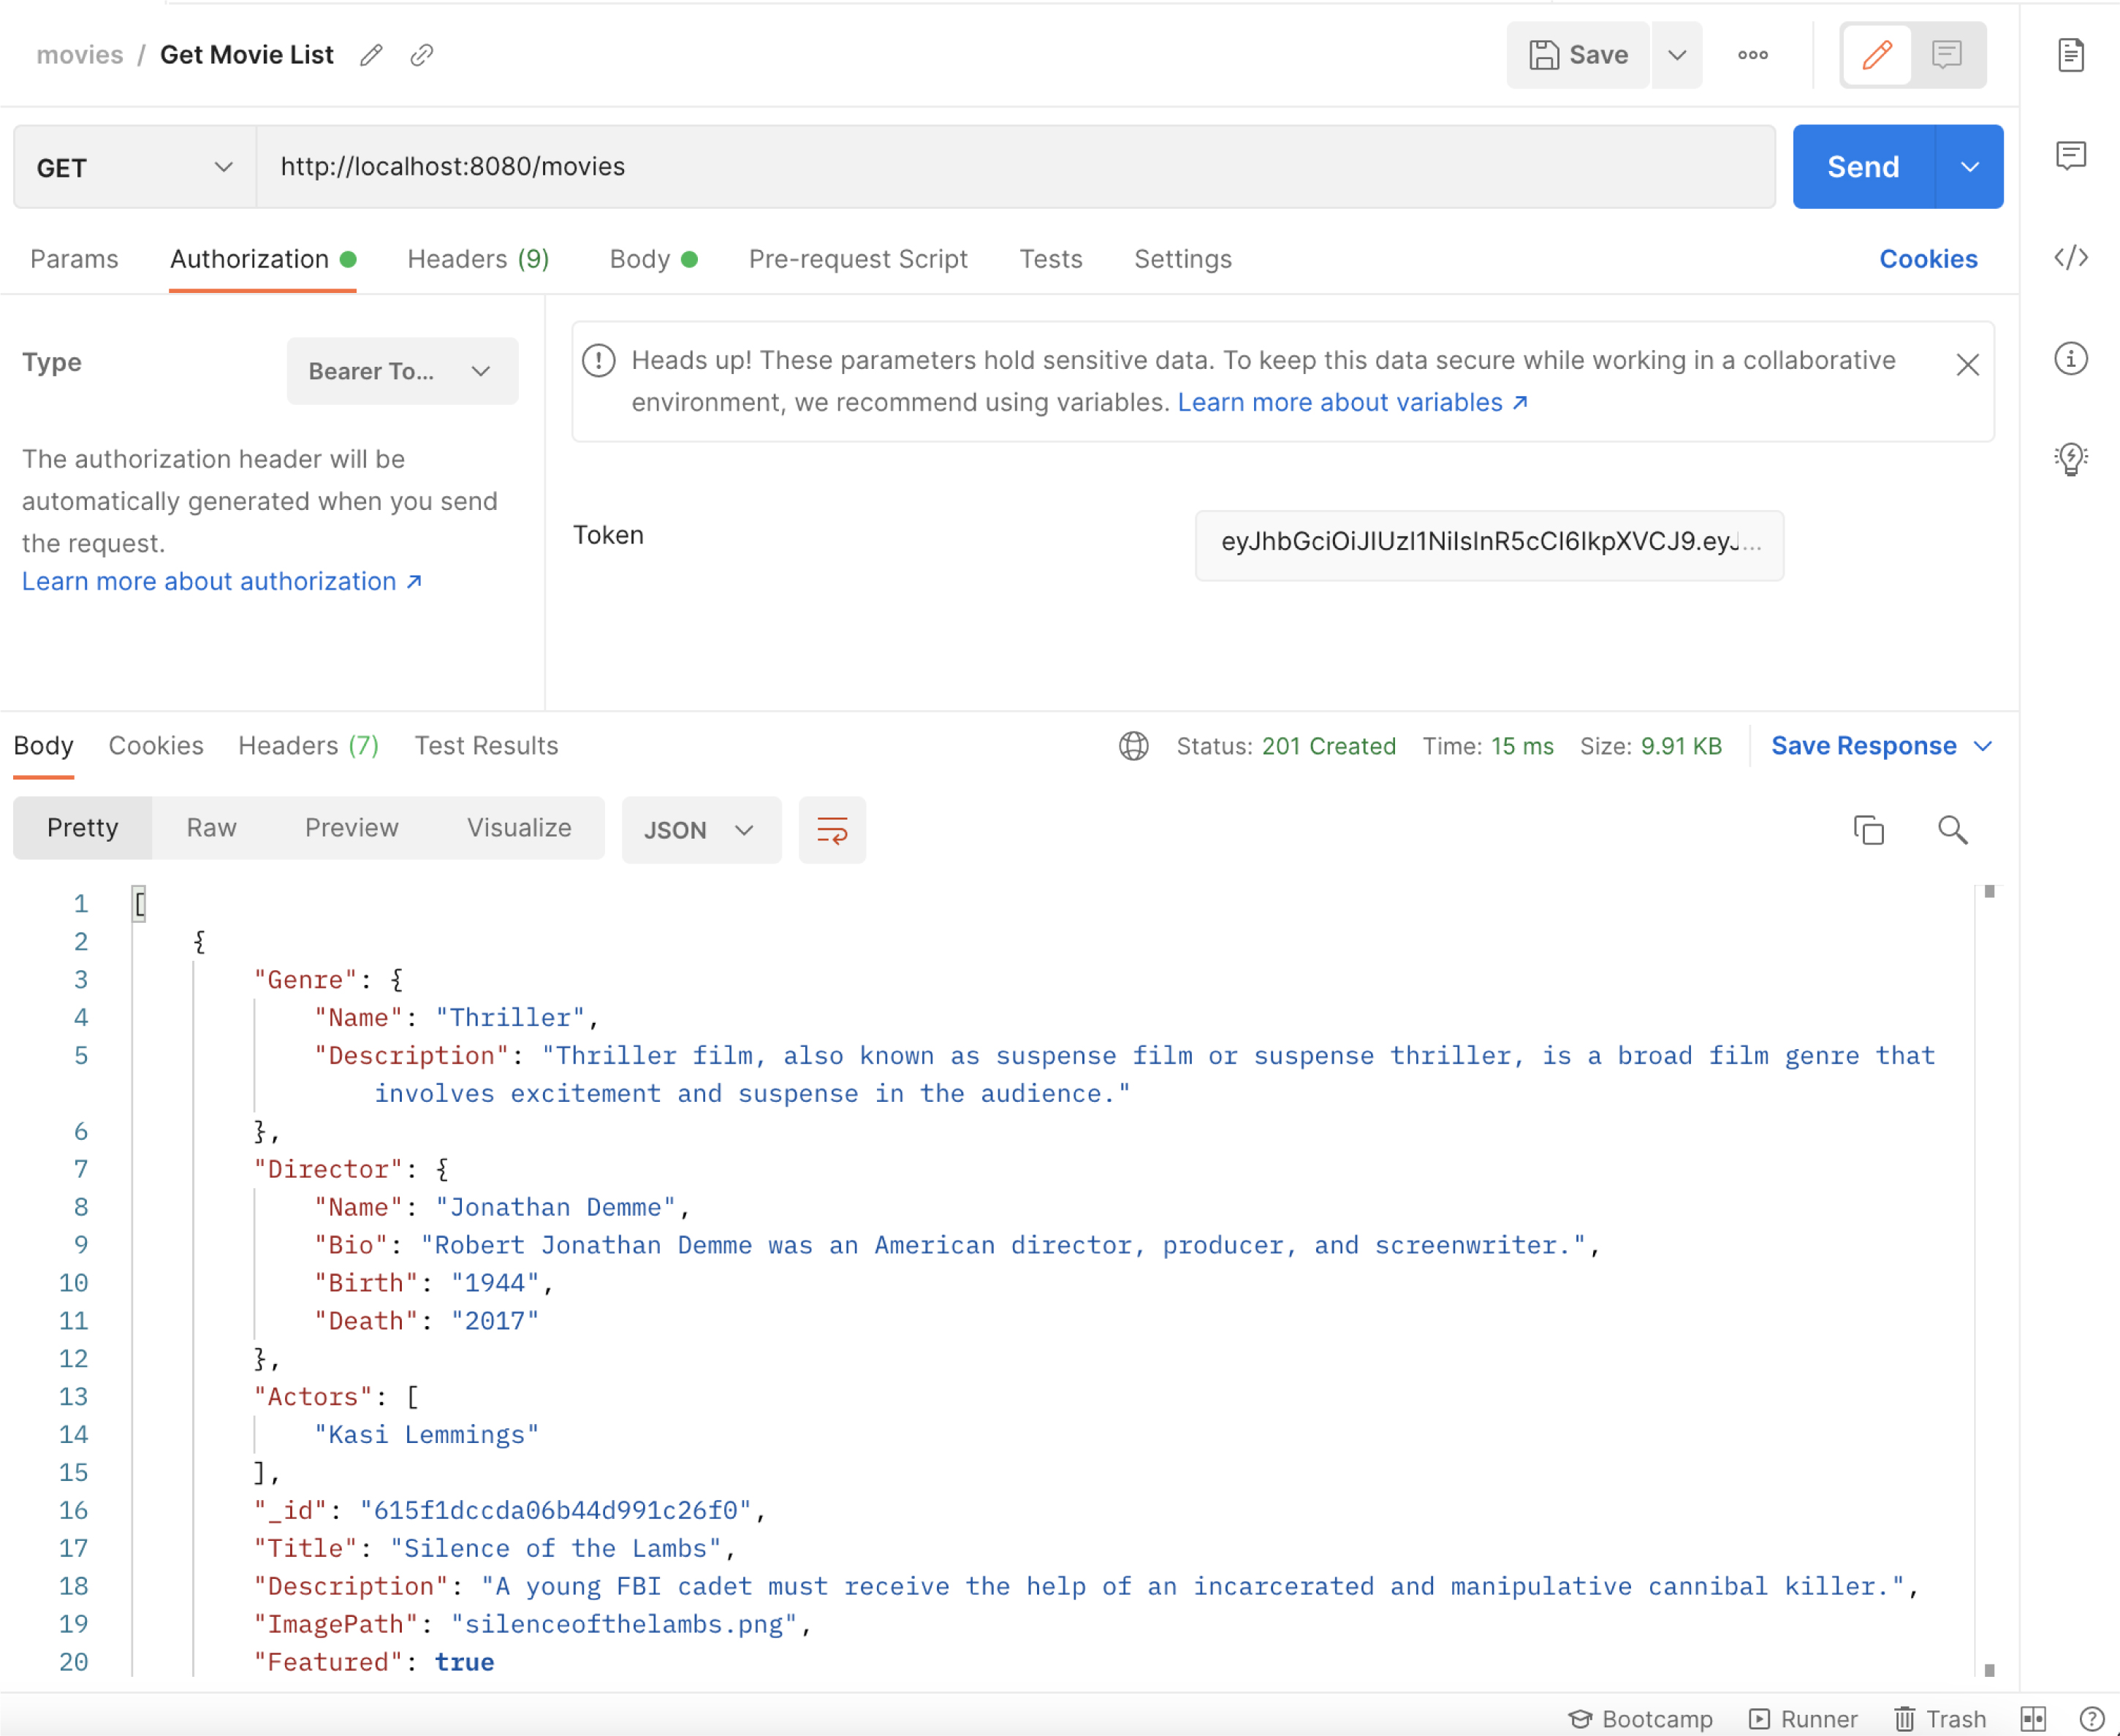 movies / Get Movie List
Save
GET http://localhost:8080/movies Send
Params Authorization Headers (9) Body Pre-request Script Tests Settings Cookies
Type Bearer To...
The authorization header will be
automatically generated when you send
the request.
Learn more about authorization ↗
Heads up! These parameters hold sensitive data. To keep this data secure while working in a collaborative
environment, we recommend using variables. Learn more about variables ↗
Token eyJhbGciOiJIUzI1NiIsInR5cCI6IkpXVCJ9.eyJ...
Body Cookies Headers (7) Test Results Status: 201 Created Time: 15 ms Size: 9.91 KB Save Response
Pretty Raw Preview Visualize JSON
1 [
2 {
3 "Genre": {
4 "Name": "Thriller",
5 "Description": "Thriller film, also known as suspense film or suspense thriller, is a broad film genre that
involves excitement and suspense in the audience."
6 },
7 "Director": {
8 "Name": "Jonathan Demme",
9 "Bio": "Robert Jonathan Demme was an American director, producer, and screenwriter.",
10 "Birth": "1944",
11 "Death": "2017"
12 },
13 "Actors": [
14 "Kasi Lemmings"
15 ],
16 "_id": "615f1dccda06b44d991c26f0",
17 "Title": "Silence of the Lambs",
18 "Description": "A young FBI cadet must receive the help of an incarcerated and manipulative cannibal killer.",
19 "ImagePath": "silenceofthelambs.png",
20 "Featured": true
Bootcamp Runner Trash